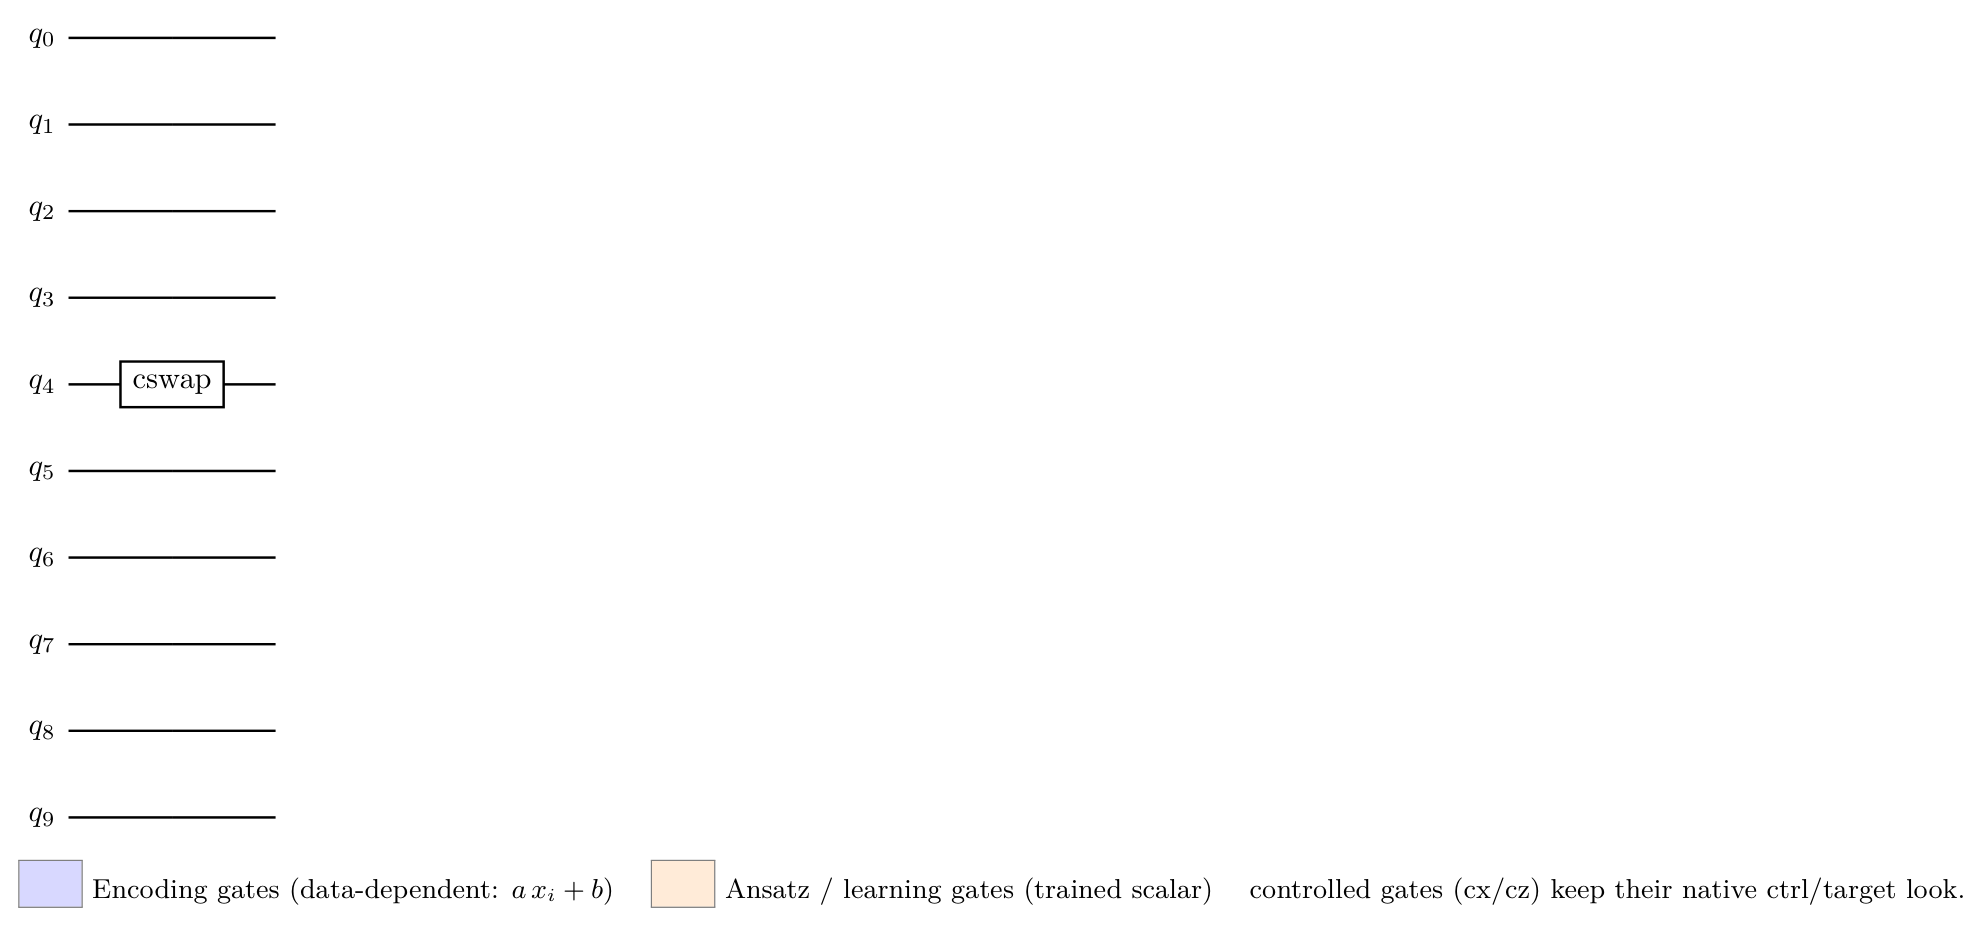 q₀
q₁
q₂
q₃
q₄ cswap
q₅
q₆
q₇
q₈
q₉
Encoding gates (data-dependent: a xᵢ + b) Ansatz / learning gates (trained scalar) controlled gates (cx/cz) keep their native ctrl/target look.